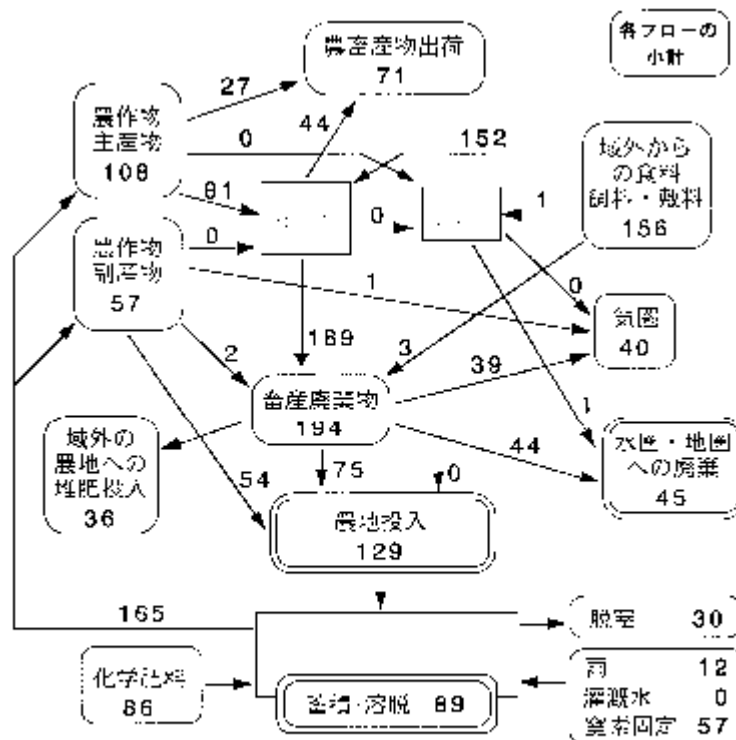 各フローの
小計
農畜産物出荷
71
27
44
農作物
主産物
108
0
152
域外からの
の食料
飼料・敷料
156
81
0
0
1
農作物
副産物
57
1
0
気圏
40
189
2
3
39
畜産廃棄物
194
1
域外の
農地への
堆肥投入
36
54
75
0
44
水圏・地圏
への廃棄
45
農地投入
129
165
脱窒 30
化学肥料
86
蓄積・溶脱 89
雨 12
灌漑水 0
窒素固定 57